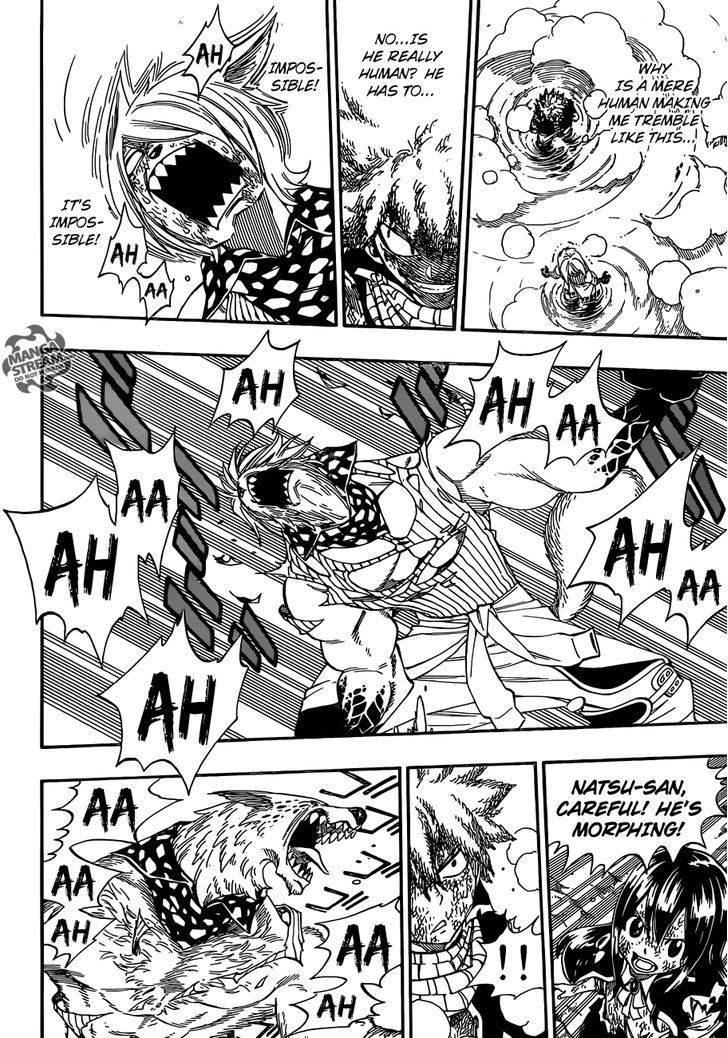 WHY
IS A MERE
HUMAN MAKING
ME TREMBLE
LIKE THIS...
NO...IS
HE REALLY
HUMAN? HE
HAS TO...
IMPOS-
SIBLE!
AH
IT'S
IMPOS-
SIBLE!
AH
AA
MANGA
STREAM
AH
AH
AA
AA
AH
AH
AA
AH
NATSU-SAN,
CAREFUL! HE'S
MORPHING!
!!
AA
AA
AH
AA
AH